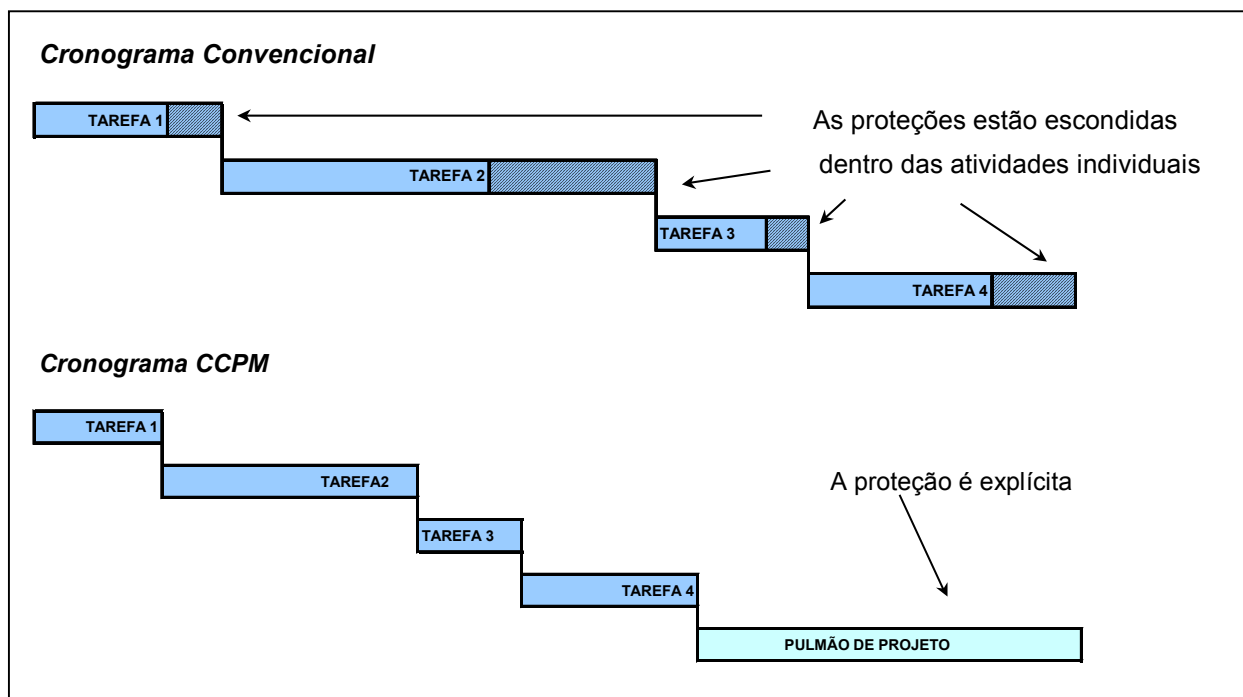 Cronograma Convencional
TAREFA 1
As proteções estão escondidas
dentro das atividades individuais
TAREFA 2
TAREFA 3
TAREFA 4
Cronograma CCPM
TAREFA 1
TAREFA2
A proteção é explícita
TAREFA 3
TAREFA 4
PULMÃO DE PROJETO